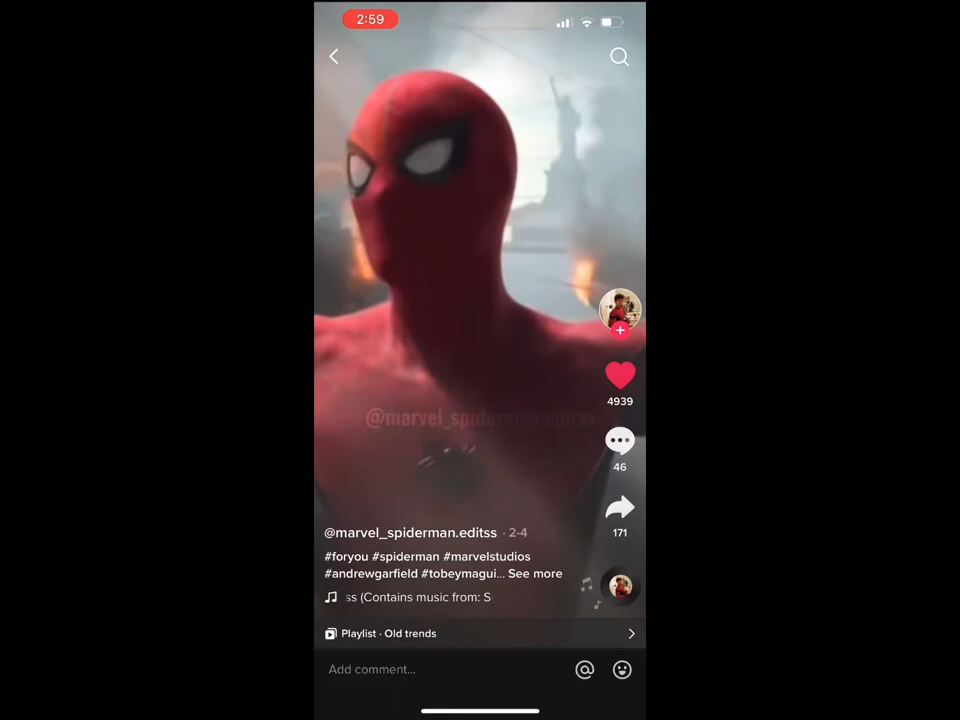 2:59
@marvel_spiderman.editss
4939
46
171
@marvel_spiderman.editss · 2-4
#foryou #spiderman #marvelstudios
#andrewgarfield #tobeymagui... See more
ss (Contains music from: S
Playlist · Old trends
Add comment...